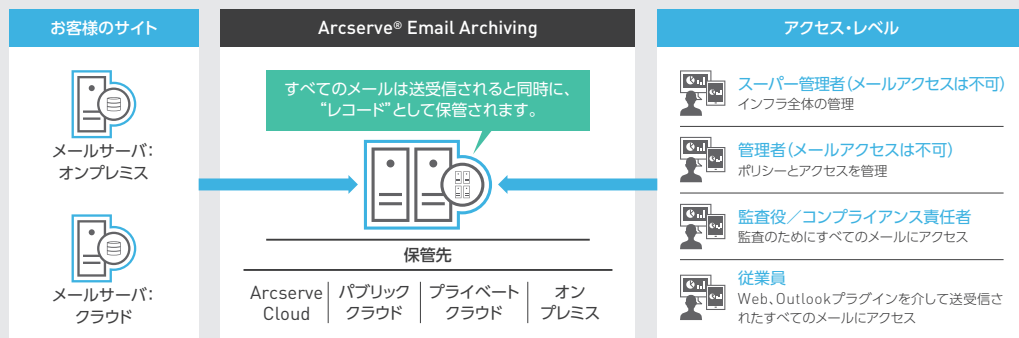 お客様のサイト
メールサーバ：
オンプレミス
メールサーバ：
クラウド
Arcserve® Email Archiving
すべてのメールは送受信されると同時に、
“レコード”として保管されます。
保管先
Arcserve
Cloud
パブリック
クラウド
プライベート
クラウド
オン
プレミス
アクセス・レベル
スーパー管理者（メールアクセスは不可）
インフラ全体の管理
管理者（メールアクセスは不可）
ポリシーとアクセスを管理
監査役／コンプライアンス責任者
監査のためにすべてのメールにアクセス
従業員
Web、Outlookプラグインを介して送受信さ
れたすべてのメールにアクセス